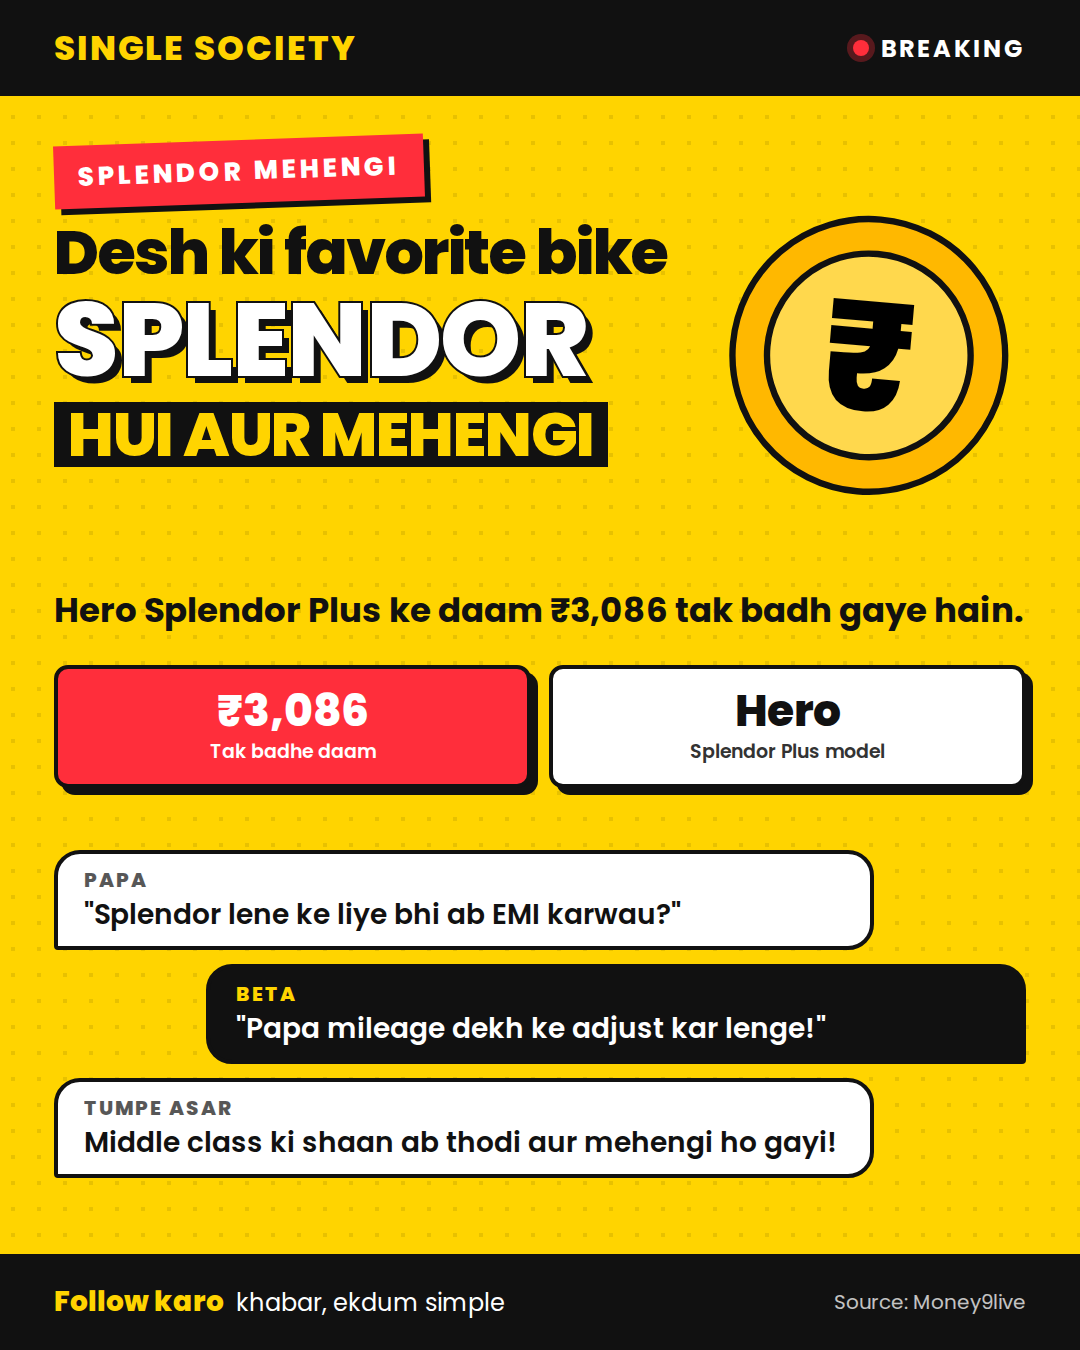 SINGLE SOCIETY
BREAKING
SPLENDOR MEHENGI
Desh ki favorite bike
SPLENDOR
HUI AUR MEHENGI
₹
Hero Splendor Plus ke daam ₹3,086 tak badh gaye hain.
₹3,086
Tak badhe daam
Hero
Splendor Plus model
PAPA
"Splendor lene ke liye bhi ab EMI karwau?"
BETA
"Papa mileage dekh ke adjust kar lenge!"
TUMPE ASAR
Middle class ki shaan ab thodi aur mehengi ho gayi!
Follow karo khabar, ekdum simple
Source: Money9live